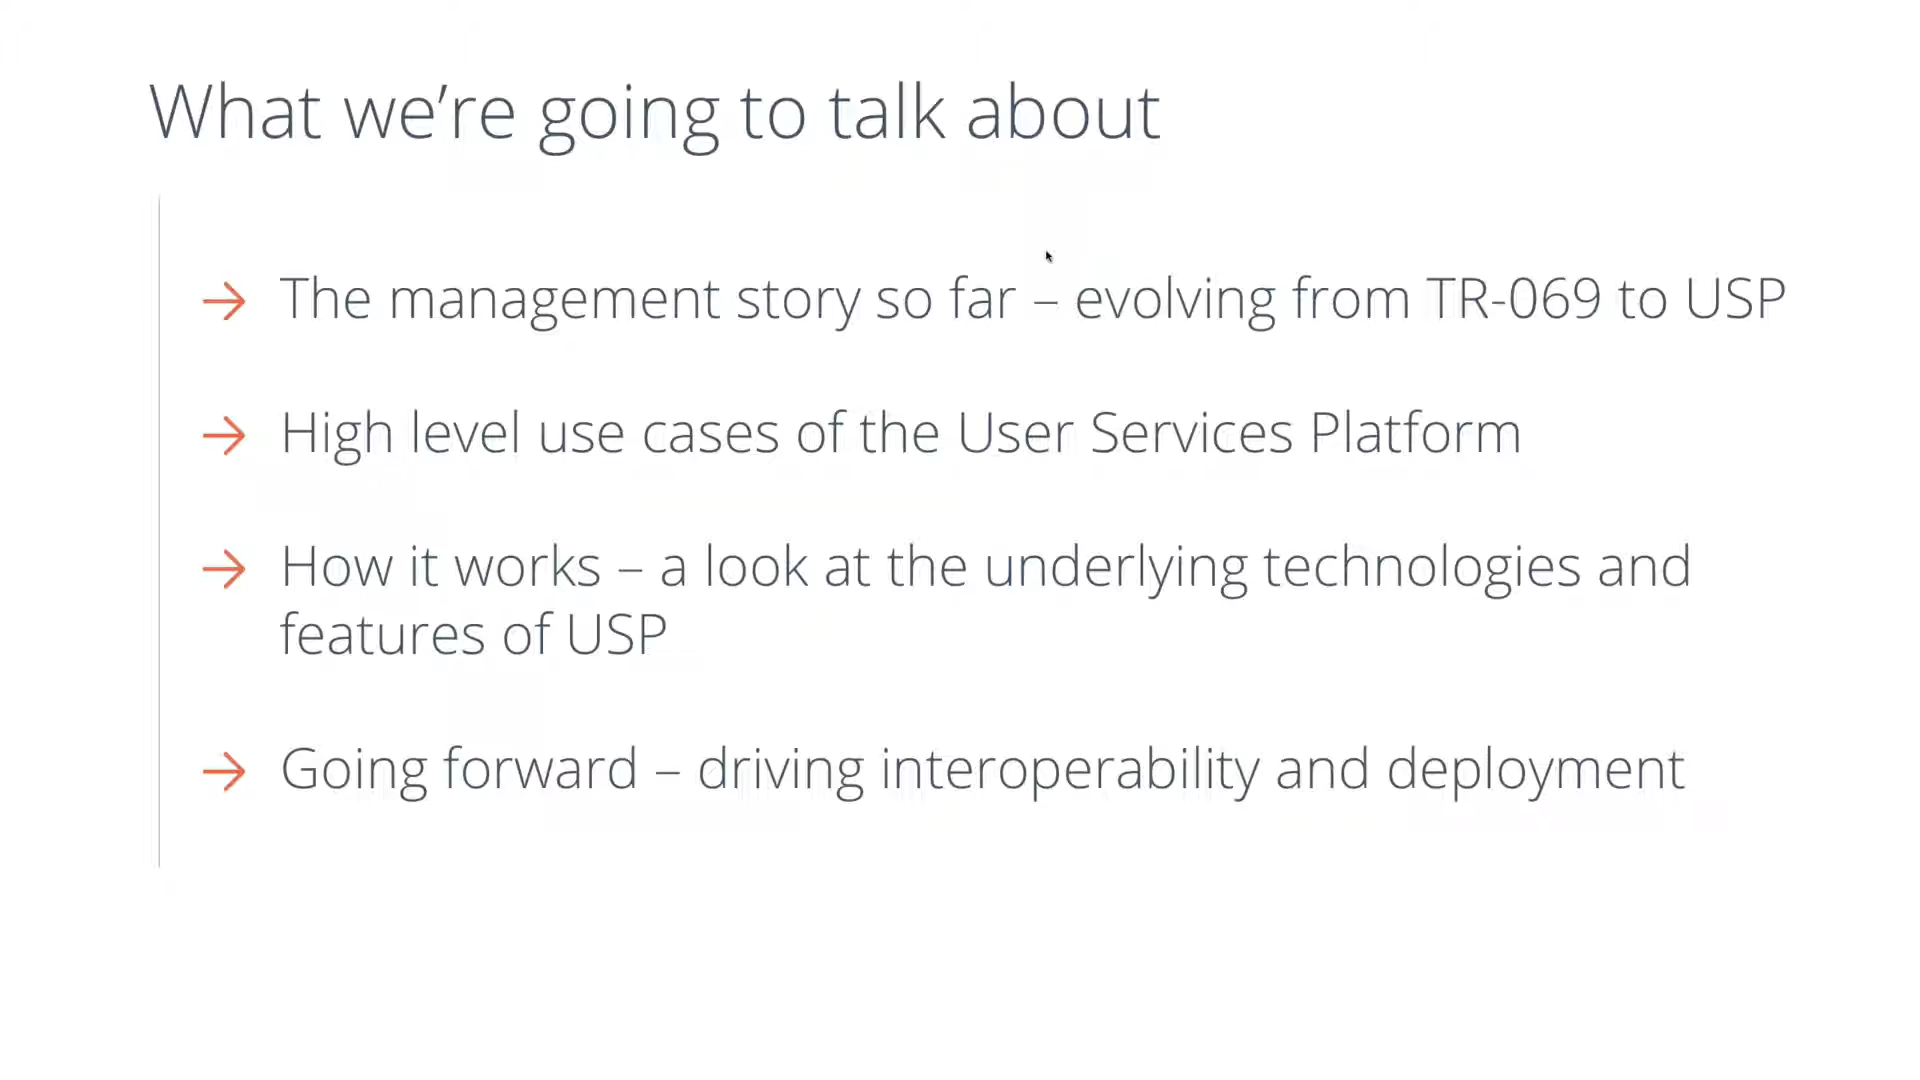 What we’re going to talk about
The management story so far – evolving from TR-069 to USP
High level use cases of the User Services Platform
How it works – a look at the underlying technologies and
features of USP
Going forward – driving interoperability and deployment